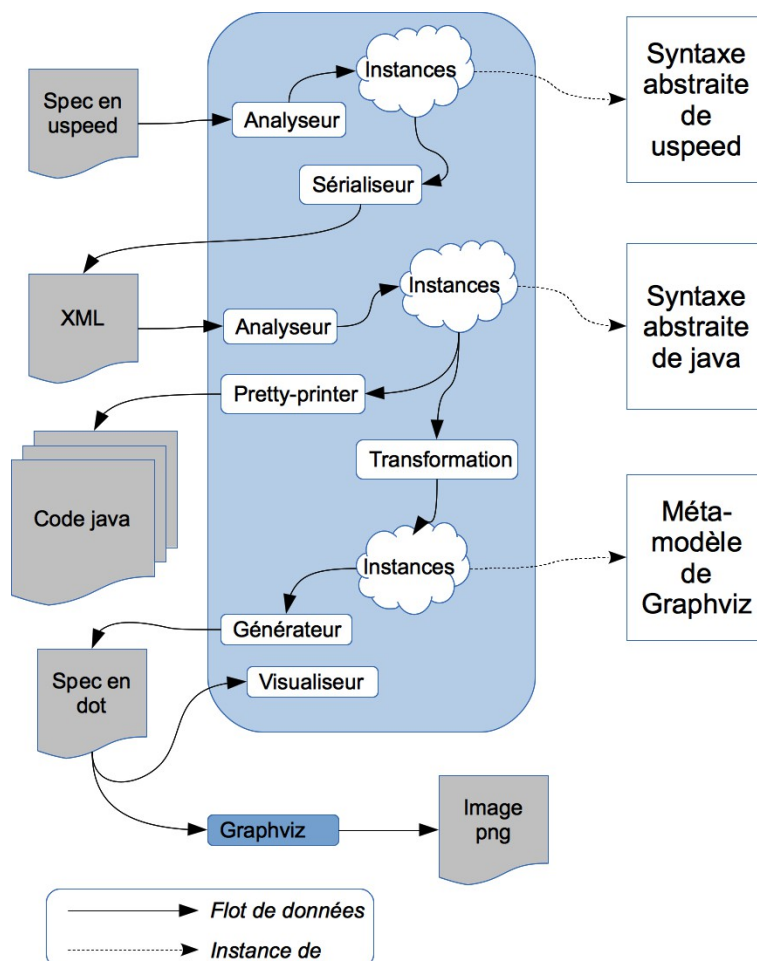 Instances
Syntaxe
abstraite
de
uspeed
Spec en
uspeed
Analyseur
Sérialiseur
XML
Analyseur
Instances
Syntaxe
abstraite
de java
Pretty-printer
Code java
Transformation
Méta-
modèle
de
Graphviz
Instances
Générateur
Spec en
dot
Visualiseur
Graphviz
Image
png
Flot de données
Instance de